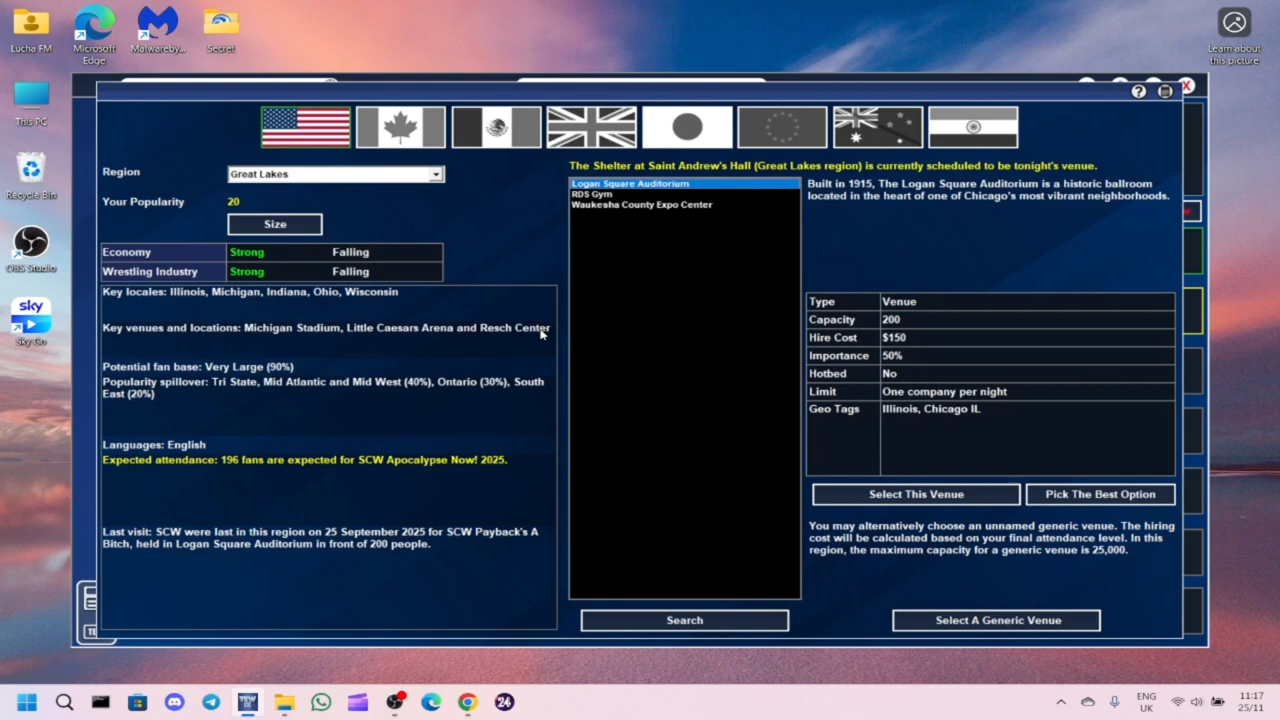 Lucha FM
Microsoft
Edge
Malwareby...
Secret
Learn about
this picture
This PC
Recycle Bin
OBS Studio
sky
Sky Go
X
?
Region
Great Lakes
Your Popularity
20
Size
Economy
Strong
Falling
Wrestling Industry
Strong
Falling
Key locales: Illinois, Michigan, Indiana, Ohio, Wisconsin
Key venues and locations: Michigan Stadium, Little Caesars Arena and Resch Center
Potential fan base: Very Large (90%)
Popularity spillover: Tri State, Mid Atlantic and Mid West (40%), Ontario (30%), South
East (20%)
Languages: English
Expected attendance: 196 fans are expected for SCW Apocalypse Now! 2025.
Last visit: SCW were last in this region on 25 September 2025 for SCW Payback's A
Bitch, held in Logan Square Auditorium in front of 200 people.
The Shelter at Saint Andrew's Hall (Great Lakes region) is currently scheduled to be tonight's venue.
Logan Square Auditorium
RDS Gym
Waukesha County Expo Center
Search
Built in 1915, The Logan Square Auditorium is a historic ballroom
located in the heart of one of Chicago's most vibrant neighborhoods.
Type
Venue
Capacity
200
Hire Cost
$150
Importance
50%
Hotbed
No
Limit
One company per night
Geo Tags
Illinois, Chicago IL
Select This Venue
Pick The Best Option
You may alternatively choose an unnamed generic venue. The hiring
cost will be calculated based on your final attendance level. In this
region, the maximum capacity for a generic venue is 25,000.
Select A Generic Venue
TEW
24
ENG
UK
11:17
25/11